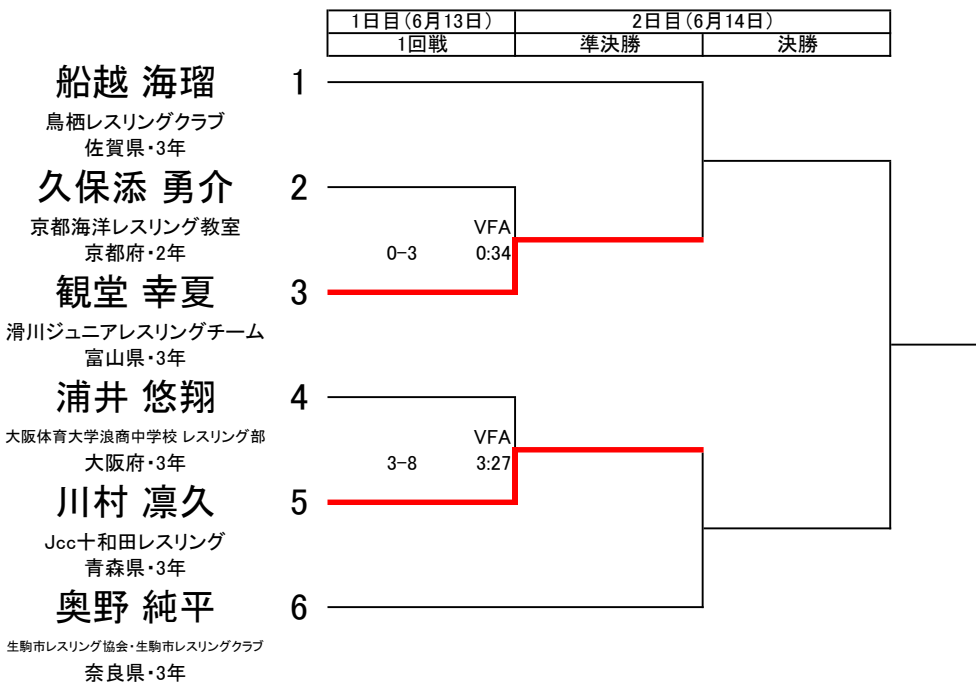 1日目(6月13日) 2日目(6月14日)
1回戦 準決勝 決勝
船越 海瑠 1
鳥栖レスリングクラブ
佐賀県・3年
久保添 勇介 2
京都海洋レスリング教室 VFA
京都府・2年 0-3 0:34
観堂 幸夏 3
滑川ジュニアレスリングチーム
富山県・3年
浦井 悠翔 4
大阪体育大学浪商中学校 レスリング部 VFA
大阪府・3年 3-8 3:27
川村 凛久 5
Jcc十和田レスリング
青森県・3年
奥野 純平 6
生駒市レスリング協会・生駒市レスリングクラブ
奈良県・3年